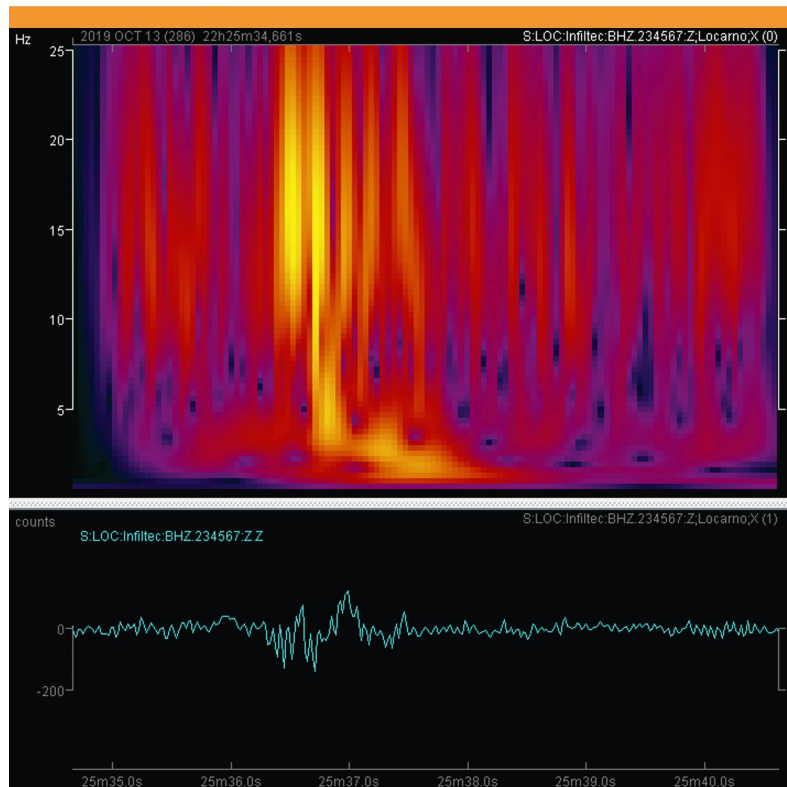 Hz 2019 OCT 13 (286) 22h25m34,661s S:LOC:Infiltec:BHZ.234567:Z;Locarno;X (0)
25
20
15
10
5
counts S:LOC:Infiltec:BHZ.234567:Z;Locarno;X (1)
S:LOC:Infiltec:BHZ.234567:Z Z
0
-200
25m35.0s 25m36.0s 25m37.0s 25m38.0s 25m39.0s 25m40.0s